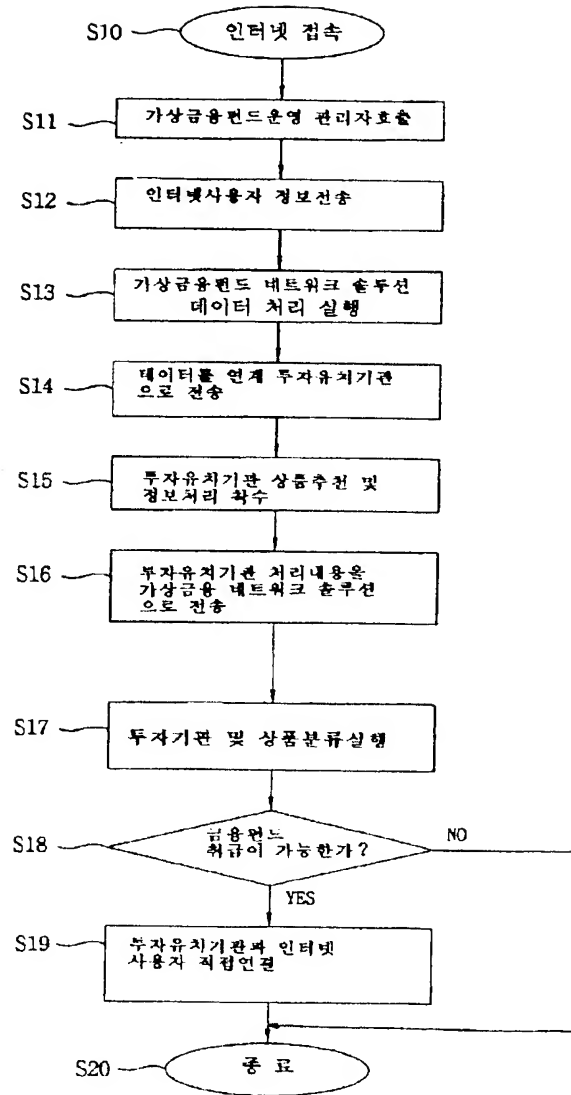 S10
인터넷 접속
S11
가상금융펀드운영 관리자호출
S12
인터넷사용자 정보전송
S13
가상금융펀드 네트워크 솔루션
데이터 처리 실행
S14
데이터를 연계 투자유치기관
으로 전송
S15
투자유치기관 상품추천 및
정보처리 착수
S16
투자유치기관 처리내용을
가상금융 네트워크 솔루션
으로 전송
S17
투자기관 및 상품분류실행
S18
금융펀드
취급이 가능한가?
NO
YES
S19
투자유치기관과 인터넷
사용자 직접연결
S20
종 료